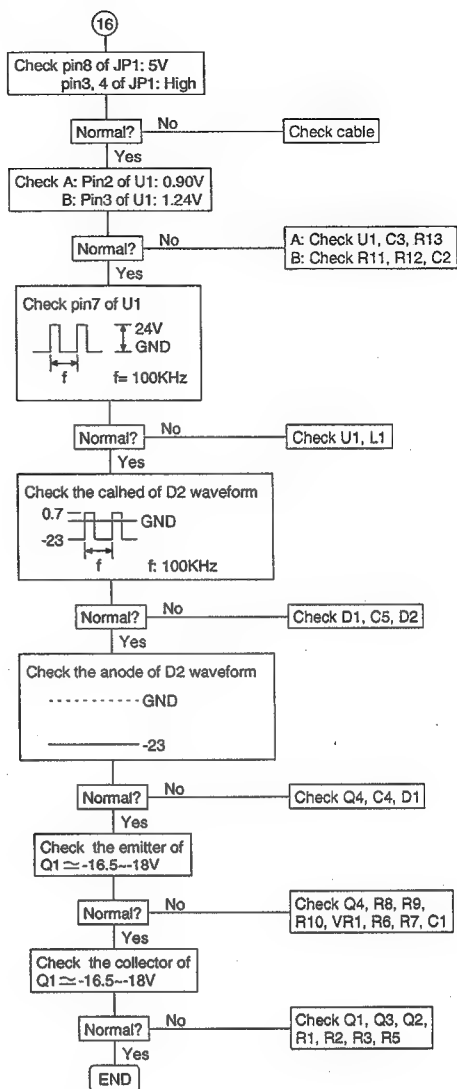 16
Check pin8 of JP1: 5V
pin3, 4 of JP1: High
Normal?
No
Check cable
Yes
Check A: Pin2 of U1: 0.90V
B: Pin3 of U1: 1.24V
Normal?
No
A: Check U1, C3, R13
B: Check R11, R12, C2
Yes
Check pin7 of U1
24V
GND
f
f= 100KHz
Normal?
No
Check U1, L1
Yes
Check the calhed of D2 waveform
0.7
GND
-23
f
f: 100KHz
Normal?
No
Check D1, C5, D2
Yes
Check the anode of D2 waveform
GND
-23
Normal?
No
Check Q4, C4, D1
Yes
Check the emitter of
Q1≃-16.5~-18V
Normal?
No
Check Q4, R8, R9,
R10, VR1, R6, R7, C1
Yes
Check the collector of
Q1≃-16.5~-18V
Normal?
No
Check Q1, Q3, Q2,
R1, R2, R3, R5
Yes
END